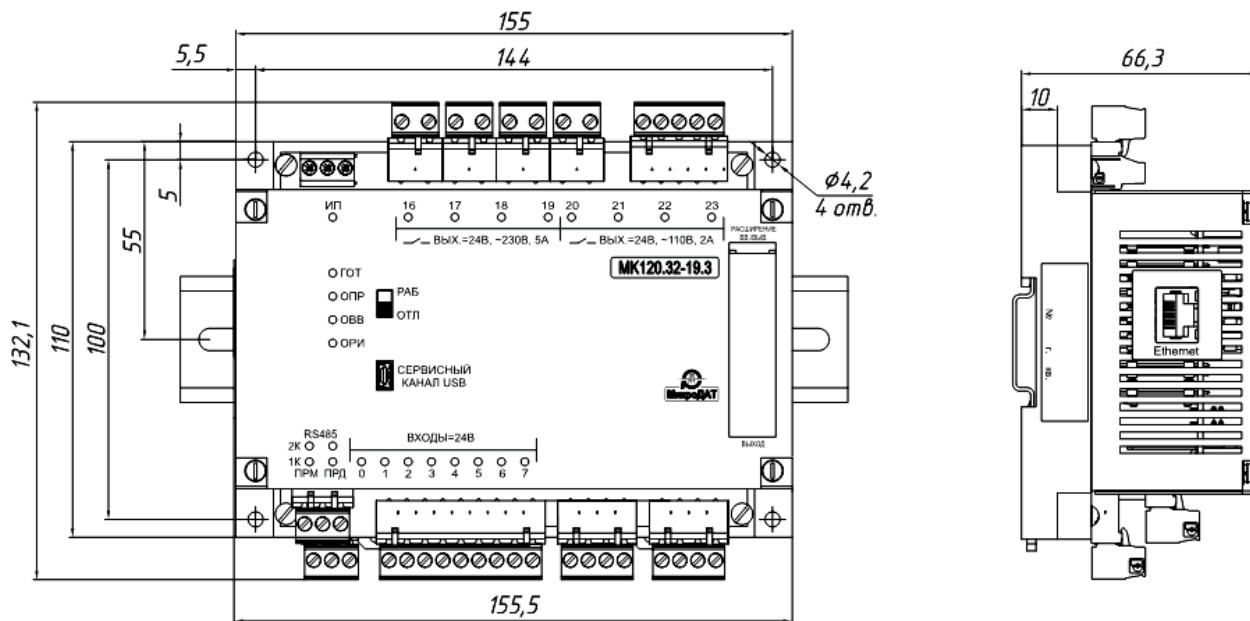 155
5,5
144
66,3
10
132,1
110
100
55
5
ϕ4,2
4 отв.
ИП
16 17 18 19 20 21 22 23
ВЫХ.=24В, ~230В, 5А
ВЫХ.=24В, ~110В, 2А
РАСШИРЕНИЕ
ВВ./ВЫВ.
МК120.32-19.3
ГОТ
ОПР
ОВВ
ОРИ
РАБ
ОТЛ
СЕРВИСНЫЙ
КАНАЛ USB
МикроДАТ
ВЫХОД
RS485
2К
1К
ПРМ ПРД
ВХОДЫ=24В
0 1 2 3 4 5 6 7
155,5
Ethernet